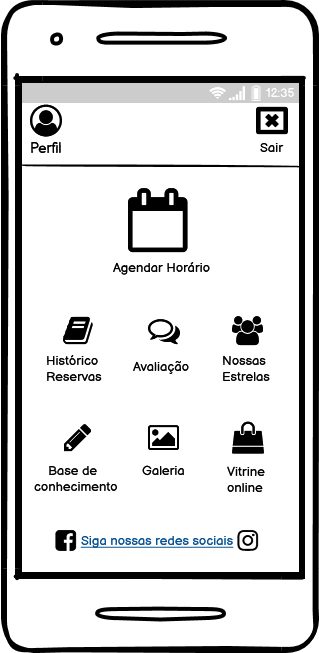 12:35
Perfil
Sair
Agendar Horário
Histórico
Reservas
Avaliação
Nossas
Estrelas
Base de
conhecimento
Galeria
Vitrine
online
Siga nossas redes sociais